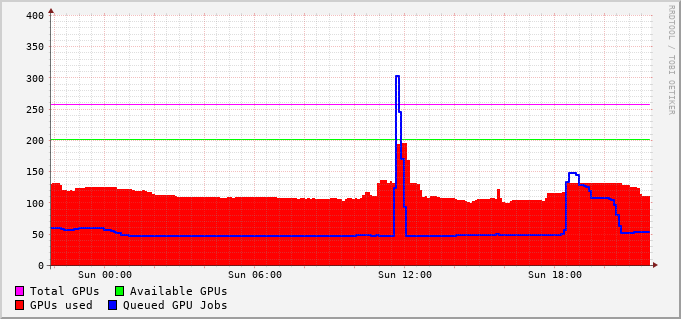 400
350
300
250
200
150
100
50
0
Sun 00:00 Sun 06:00 Sun 12:00 Sun 18:00
Total GPUs Available GPUs
GPUs used Queued GPU Jobs
RRDTOOL / TOBI OETIKER